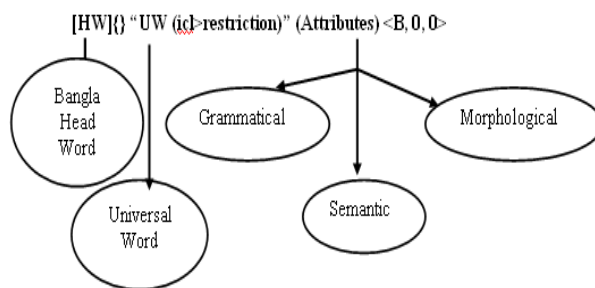 [HW]{} “UW (icl>restriction)” (Attributes) <B, 0, 0>
Bangla
Head
Word
Grammatical
Morphological
Universal
Word
Semantic